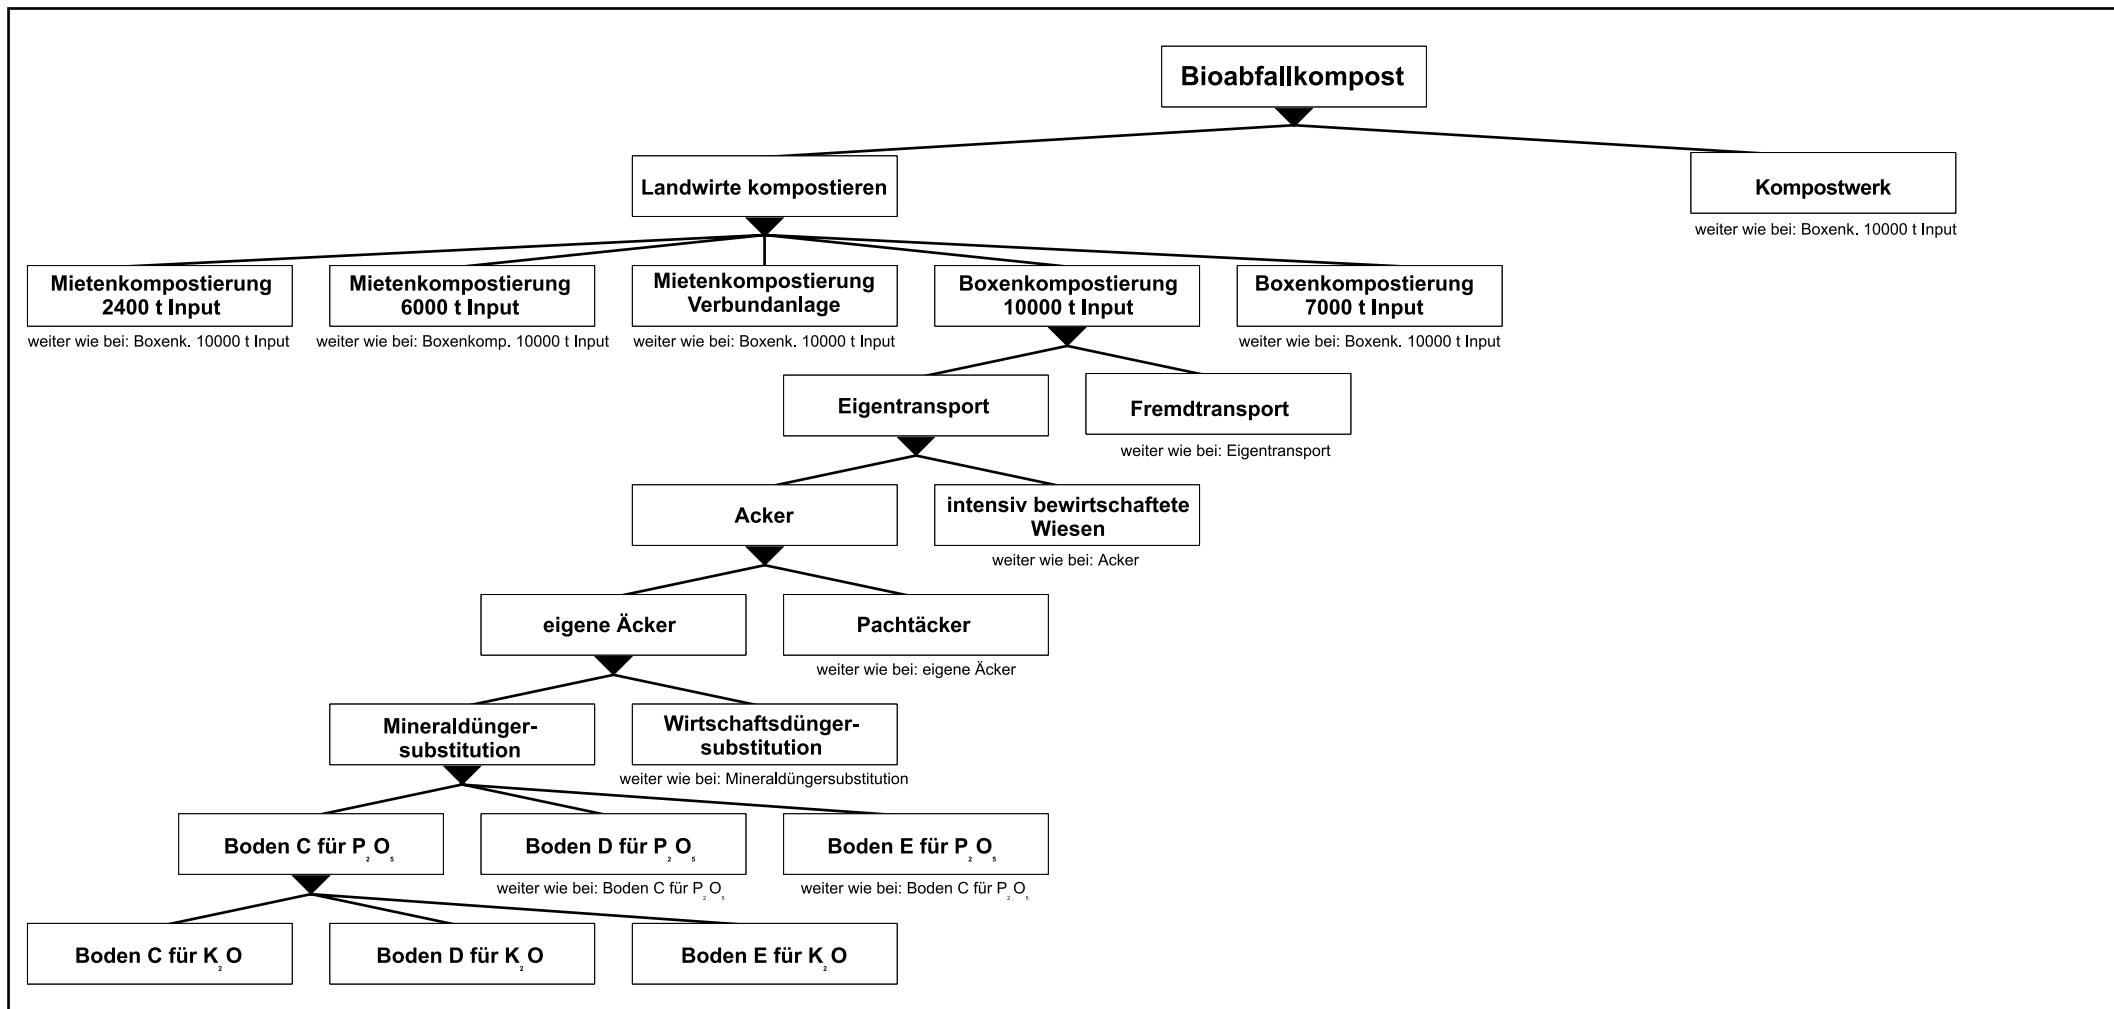 Bioabfallkompost
Landwirte kompostieren
Kompostwerk
weiter wie bei: Boxenk. 10000 t Input
Mietenkompostierung
2400 t Input
weiter wie bei: Boxenk. 10000 t Input
Mietenkompostierung
6000 t Input
weiter wie bei: Boxenkomp. 10000 t Input
Mietenkompostierung
Verbundanlage
weiter wie bei: Boxenk. 10000 t Input
Boxenkompostierung
10000 t Input
Boxenkompostierung
7000 t Input
weiter wie bei: Boxenk. 10000 t Input
Eigentransport
Fremdtransport
weiter wie bei: Eigentransport
Acker
intensiv bewirtschaftete
Wiesen
weiter wie bei: Acker
eigene Äcker
Pachtäcker
weiter wie bei: eigene Äcker
Mineraldünger-
substitution
Wirtschaftsdünger-
substitution
weiter wie bei: Mineraldüngersubstitution
Boden C für P₂O₅
Boden D für P₂O₅
weiter wie bei: Boden C für P₂O₅
Boden E für P₂O₅
weiter wie bei: Boden C für P₂O₅
Boden C für K₂O
Boden D für K₂O
Boden E für K₂O